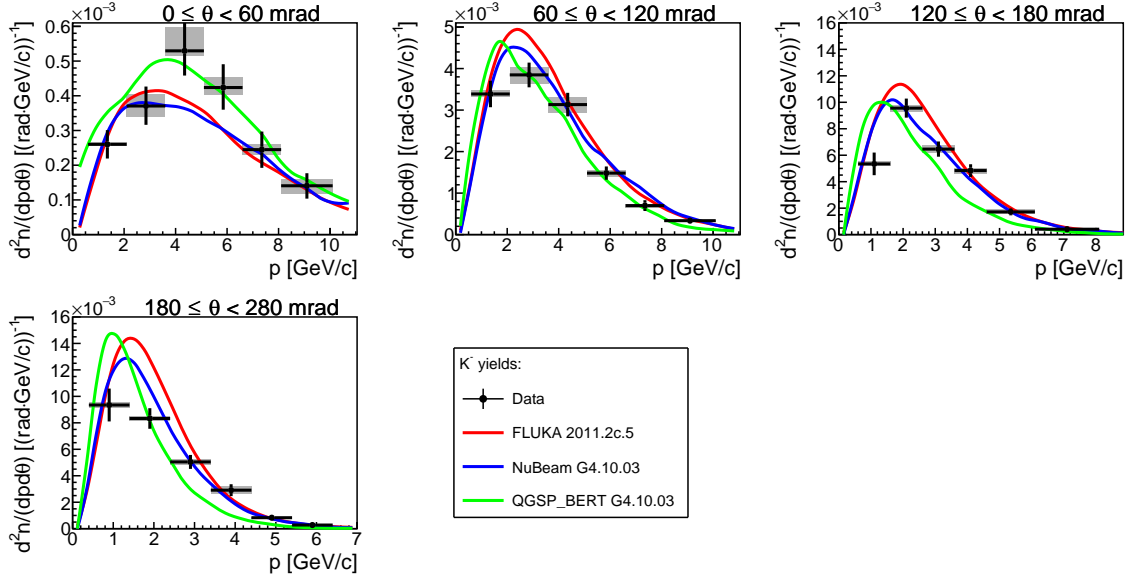 0 ≤ θ < 60 mrad
×10⁻³
d²n/(dpdθ) [(rad·GeV/c))⁻¹]
0.6
0.5
0.4
0.3
0.2
0.1
0
0 2 4 6 8 10
p [GeV/c]
60 ≤ θ < 120 mrad
×10⁻³
d²n/(dpdθ) [(rad·GeV/c))⁻¹]
5
4
3
2
1
0
0 2 4 6 8 10
p [GeV/c]
120 ≤ θ < 180 mrad
×10⁻³
d²n/(dpdθ) [(rad·GeV/c))⁻¹]
16
14
12
10
8
6
4
2
0
0 1 2 3 4 5 6 7 8
p [GeV/c]
180 ≤ θ < 280 mrad
×10⁻³
d²n/(dpdθ) [(rad·GeV/c))⁻¹]
16
14
12
10
8
6
4
2
0
0 1 2 3 4 5 6 7
p [GeV/c]
K⁻ yields:
Data
FLUKA 2011.2c.5
NuBeam G4.10.03
QGSP_BERT G4.10.03